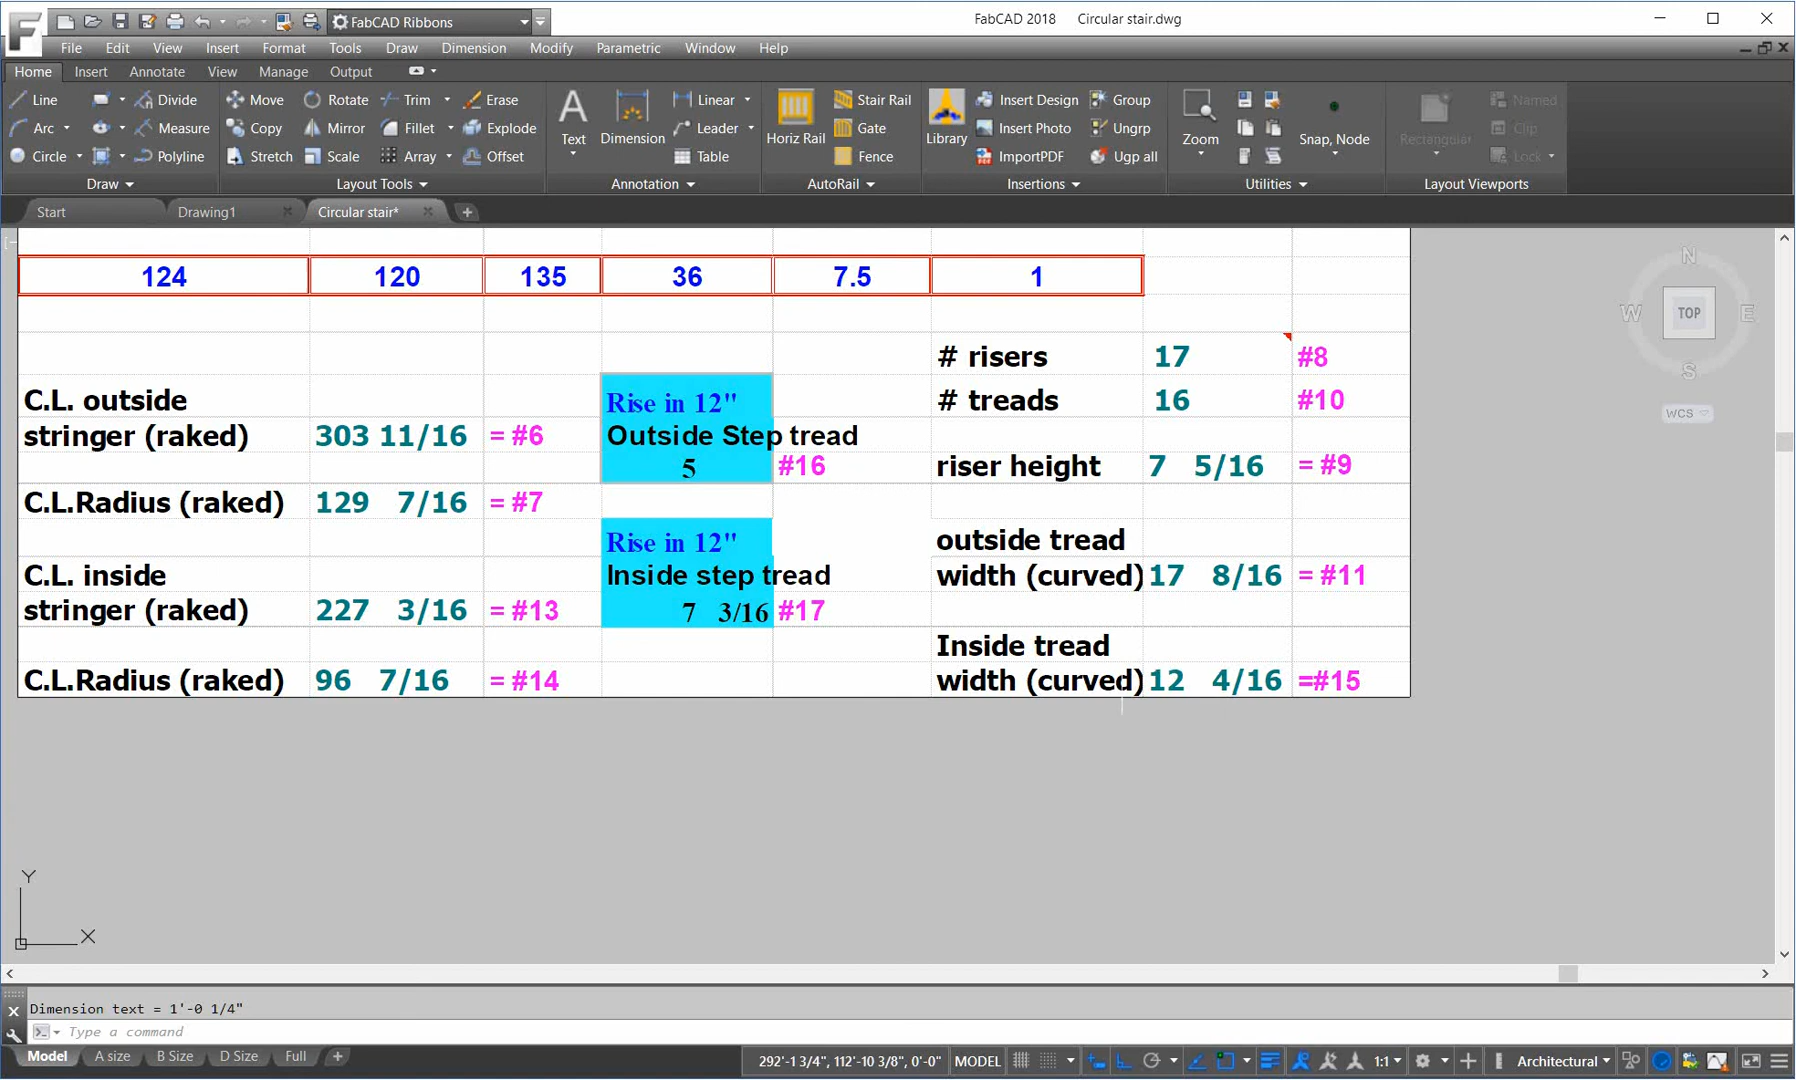 F
FabCAD Ribbons
FabCAD 2018 Circular stair.dwg
File Edit View Insert Format Tools Draw Dimension Modify Parametric Window Help
Home Insert Annotate View Manage Output
Line Divide Move Rotate Trim Erase Linear Stair Rail Insert Design Group Named
Arc Measure Copy Mirror Fillet Explode Leader Gate Insert Photo Ungrp Clip
Circle Polyline Stretch Scale Array Offset Table Fence ImportPDF Ugp all Lock
A
Text Dimension Horiz Rail Library Zoom Snap, Node Rectangular
Draw Layout Tools Annotation AutoRail Insertions Utilities Layout Viewports
Start Drawing1 Circular stair*
124 120 135 36 7.5 1
# risers 17 #8
C.L. outside
Rise in 12"
# treads 16 #10
stringer (raked) 303 11/16 = #6
Outside Step tread
5 #16
riser height 7 5/16 = #9
C.L.Radius (raked) 129 7/16 = #7
Rise in 12"
outside tread
C.L. inside
Inside step tread
width (curved) 17 8/16 = #11
stringer (raked) 227 3/16 = #13
7 3/16 #17
Inside tread
C.L.Radius (raked) 96 7/16 = #14
width (curved) 12 4/16 =#15
N
W TOP E
S
WCS
Y
X
Dimension text = 1'-0 1/4"
Type a command
Model A size B Size D Size Full
292'-1 3/4", 112'-10 3/8", 0'-0" MODEL 1:1 Architectural